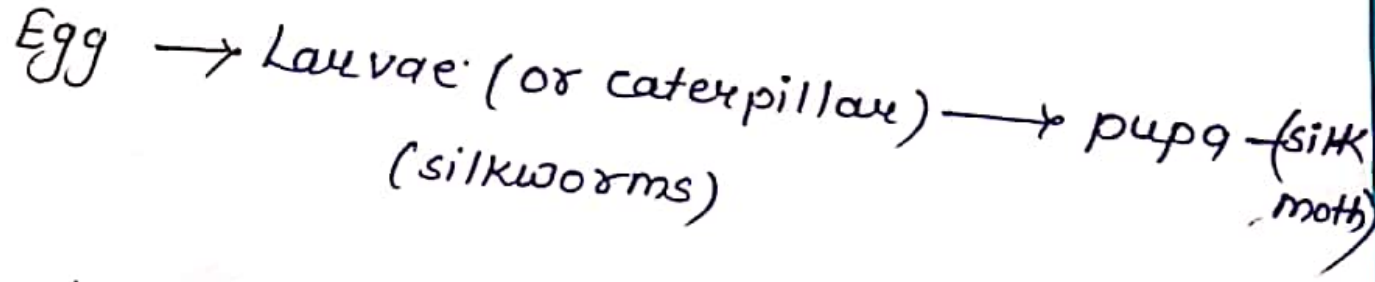 Egg → Larvae (or caterpillar) → pupa -(silk
(silkworms)
moth)